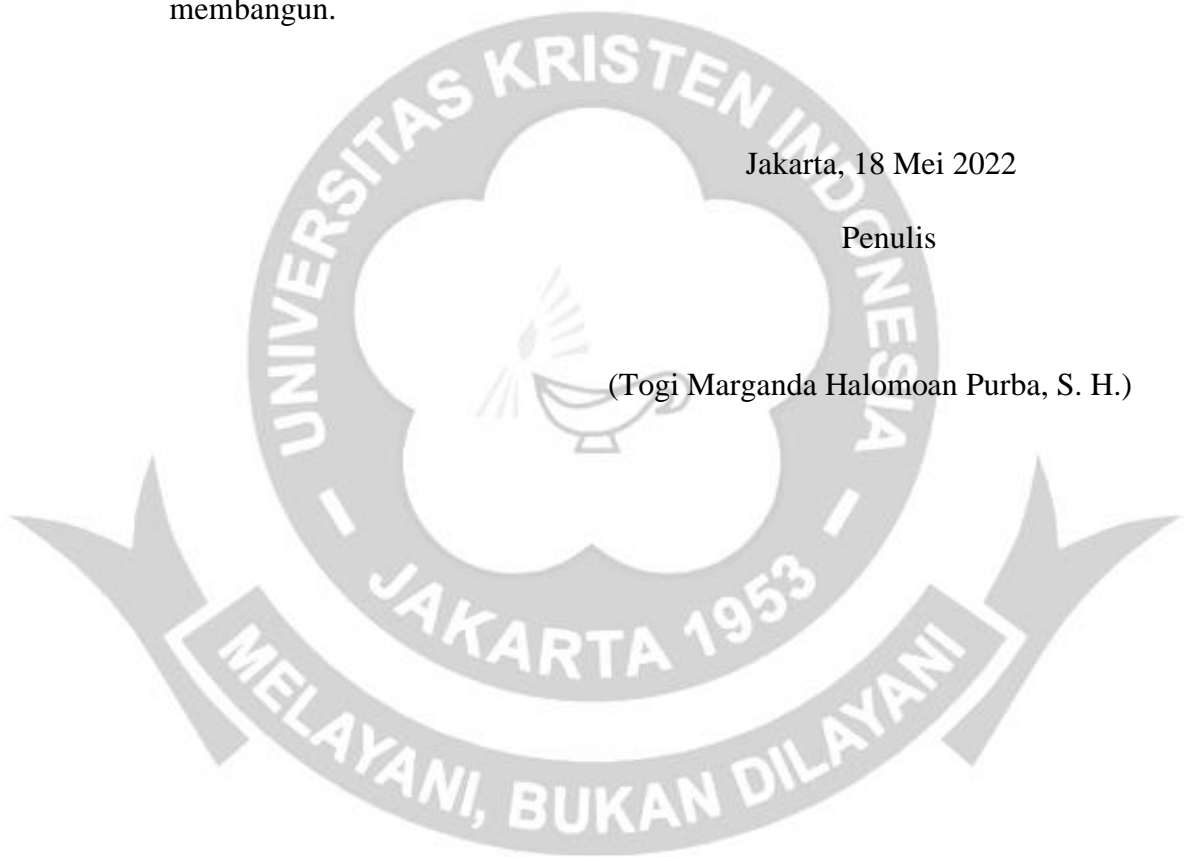 membangun.
UNIVERSITAS KRISTEN INDONESIA
Jakarta, 18 Mei 2022
Penulis
(Togi Marganda Halomoan Purba, S. H.)
- JAKARTA 1953 -
MELAYANI, BUKAN DILAYANI